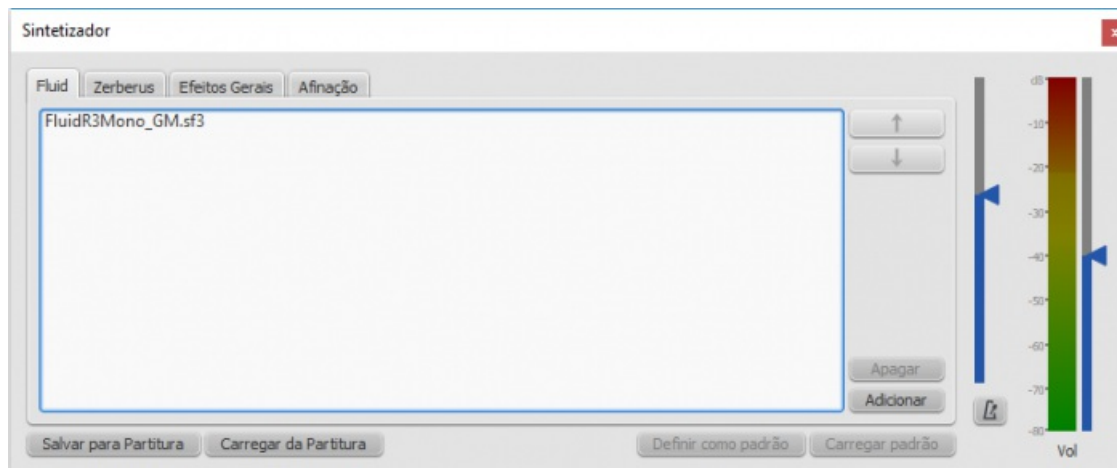 Sintetizador
Fluid Zerberus Efeitos Gerais Afinação
FluidR3Mono_GM.sf3
Apagar
Adicionar
Salvar para Partitura Carregar da Partitura Definir como padrão Carregar padrão
dB
-10
-20
-30
-40
-50
-60
-70
-80
Vol